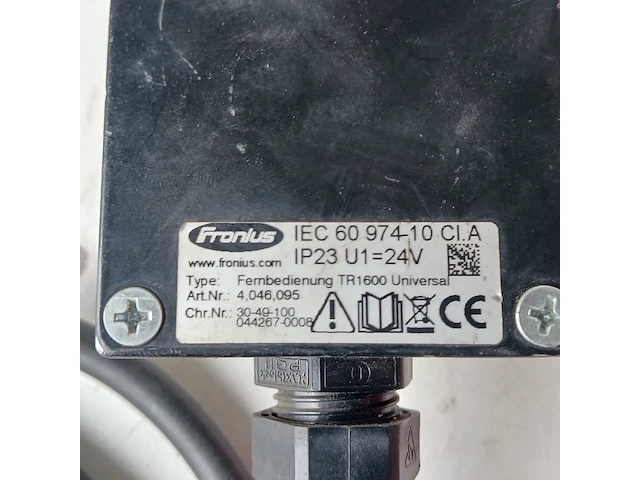 Fronius IEC 60 974-10 Cl.A
www.fronius.com IP23 U1=24V
Type: Fernbedienung TR1600 Universal
Art.Nr.: 4,046,095
Chr.Nr.: 30-49-100
044267-0008
PG11